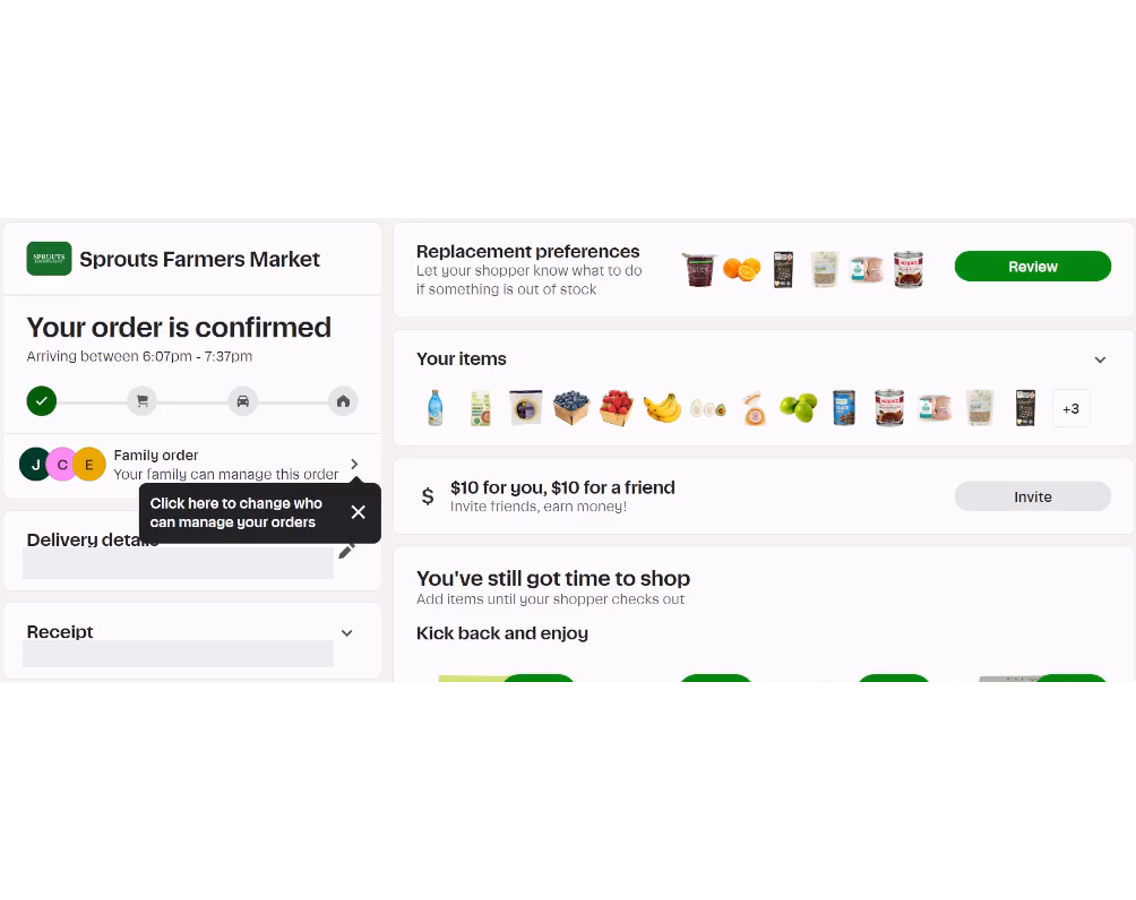 SPROUTS
Sprouts Farmers Market
Your order is confirmed
Arriving between 6:07pm - 7:37pm
J C E
Family order
Your family can manage this order
Click here to change who
can manage your orders
Delivery details
Receipt
Replacement preferences
Let your shopper know what to do
if something is out of stock
Review
Your items
+3
$10 for you, $10 for a friend
Invite friends, earn money!
Invite
You've still got time to shop
Add items until your shopper checks out
Kick back and enjoy